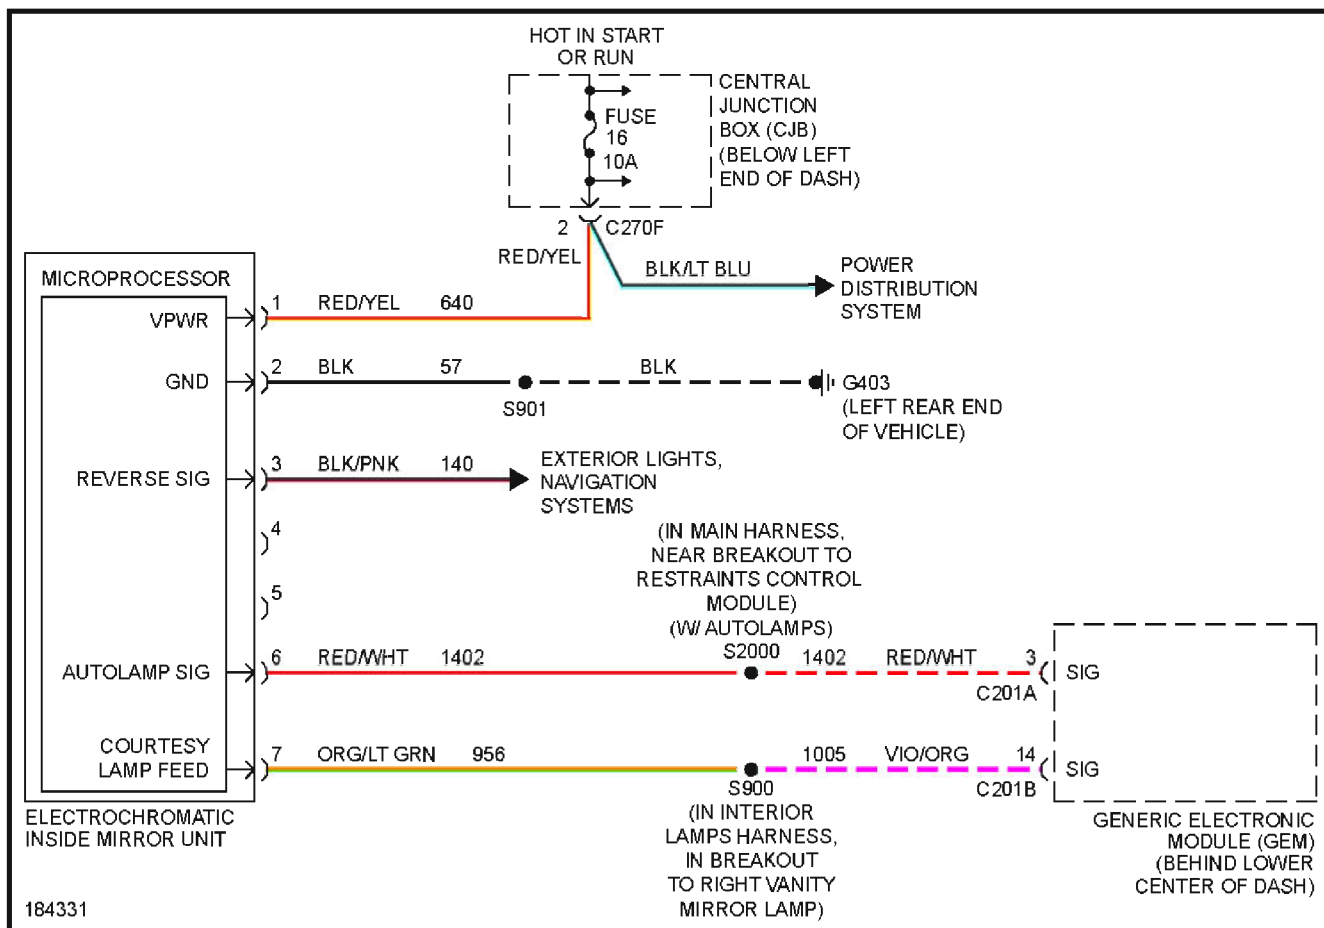 HOT IN START
OR RUN
CENTRAL
JUNCTION
BOX (CJB)
(BELOW LEFT
END OF DASH)
FUSE
16
10A
2 C270F
RED/YEL
BLK/LT BLU
POWER
DISTRIBUTION
SYSTEM
MICROPROCESSOR
VPWR 1 RED/YEL 640
GND 2 BLK 57 BLK
S901
G403
(LEFT REAR END
OF VEHICLE)
REVERSE SIG 3 BLK/PNK 140
EXTERIOR LIGHTS,
NAVIGATION
SYSTEMS
4
5
(IN MAIN HARNESS,
NEAR BREAKOUT TO
RESTRAINTS CONTROL
MODULE)
(W/ AUTOLAMPS)
S2000
AUTOLAMP SIG 6 RED/WHT 1402 1402 RED/WHT 3 SIG
C201A
COURTESY
LAMP FEED 7 ORG/LT GRN 956 1005 VIO/ORG 14 SIG
S900
C201B
(IN INTERIOR
LAMPS HARNESS,
IN BREAKOUT
TO RIGHT VANITY
MIRROR LAMP)
ELECTROCHROMATIC
INSIDE MIRROR UNIT
GENERIC ELECTRONIC
MODULE (GEM)
(BEHIND LOWER
CENTER OF DASH)
184331